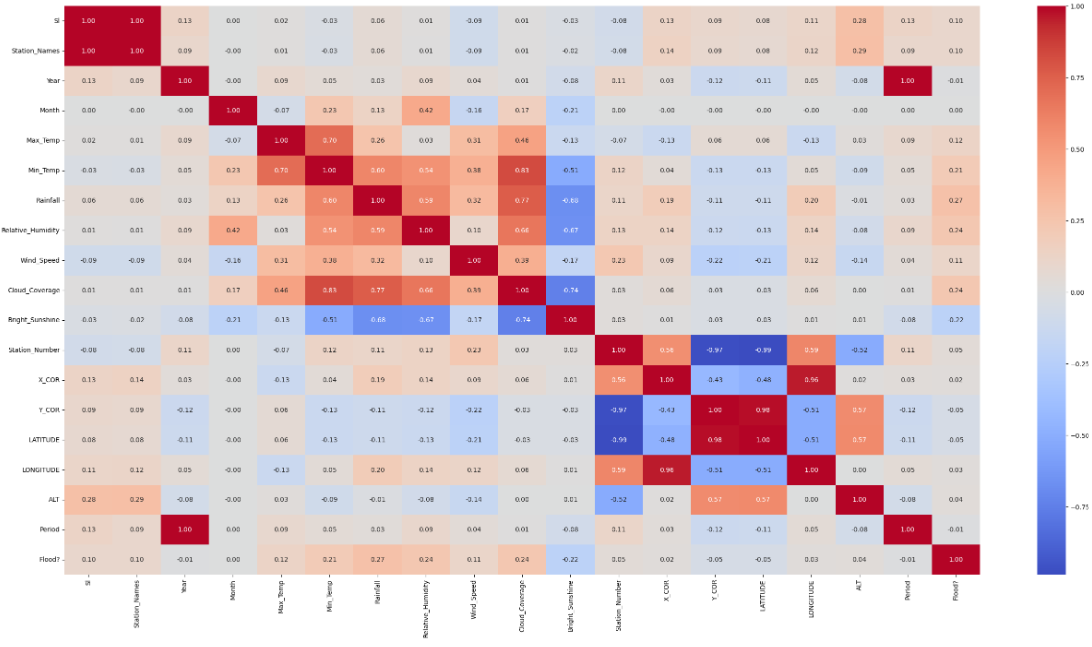 SI 1.00 1.00 0.13 0.00 0.02 -0.03 0.06 0.01 -0.09 0.01 -0.03 -0.08 0.13 0.09 0.08 0.11 0.28 0.13 0.10
Station_Names 1.00 1.00 0.09 -0.00 0.01 -0.03 0.06 0.01 -0.09 0.01 -0.02 -0.08 0.14 0.09 0.08 0.12 0.29 0.09 0.10
Year 0.13 0.09 1.00 -0.00 0.09 0.05 0.03 0.09 0.04 0.01 -0.08 0.11 0.03 -0.12 -0.11 0.05 -0.08 1.00 -0.01
Month 0.00 -0.00 -0.00 1.00 -0.07 0.23 0.13 0.42 -0.16 0.17 -0.21 0.00 -0.00 -0.00 -0.00 -0.00 -0.00 0.00 0.00
Max_Temp 0.02 0.01 0.09 -0.07 1.00 0.70 0.26 0.03 0.31 0.46 -0.13 -0.07 -0.13 0.06 0.06 -0.13 0.03 0.09 0.12
Min_Temp -0.03 -0.03 0.05 0.23 0.70 1.00 0.60 0.54 0.38 0.83 -0.51 0.12 0.04 -0.13 -0.13 0.05 -0.09 0.05 0.21
Rainfall 0.06 0.06 0.03 0.13 0.26 0.60 1.00 0.59 0.32 0.77 -0.68 0.11 0.19 -0.11 -0.11 0.20 -0.01 0.03 0.27
Relative_Humidity 0.01 0.01 0.09 0.42 0.03 0.54 0.59 1.00 0.10 0.66 -0.67 0.13 0.14 -0.12 -0.13 0.14 -0.08 0.09 0.24
Wind_Speed -0.09 -0.09 0.04 -0.16 0.31 0.38 0.32 0.10 1.00 0.39 -0.17 0.23 0.09 -0.22 -0.21 0.12 -0.14 0.04 0.11
Cloud_Coverage 0.01 0.01 0.01 0.17 0.46 0.83 0.77 0.66 0.39 1.00 -0.74 0.03 0.06 -0.03 -0.03 0.06 0.00 0.01 0.24
Bright_Sunshine -0.03 -0.02 -0.08 -0.21 -0.13 -0.51 -0.68 -0.67 -0.17 -0.74 1.00 0.03 0.01 -0.03 -0.03 0.01 0.01 -0.08 -0.22
Station_Number -0.08 -0.08 0.11 0.00 -0.07 0.12 0.11 0.13 0.23 0.03 0.03 1.00 0.56 -0.97 -0.99 0.59 -0.52 0.11 0.05
X_COR 0.13 0.14 0.03 -0.00 -0.13 0.04 0.19 0.14 0.09 0.06 0.01 0.56 1.00 -0.43 -0.48 0.96 0.02 0.03 0.02
Y_COR 0.09 0.09 -0.12 -0.00 0.06 -0.13 -0.11 -0.12 -0.22 -0.03 -0.03 -0.97 -0.43 1.00 0.98 -0.51 0.57 -0.12 -0.05
LATITUDE 0.08 0.08 -0.11 -0.00 0.06 -0.13 -0.11 -0.13 -0.21 -0.03 -0.03 -0.99 -0.48 0.98 1.00 -0.51 0.57 -0.11 -0.05
LONGITUDE 0.11 0.12 0.05 -0.00 -0.13 0.05 0.20 0.14 0.12 0.06 0.01 0.59 0.96 -0.51 -0.51 1.00 0.00 0.05 0.03
ALT 0.28 0.29 -0.08 -0.00 0.03 -0.09 -0.01 -0.08 -0.14 0.00 0.01 -0.52 0.02 0.57 0.57 0.00 1.00 -0.08 0.04
Period 0.13 0.09 1.00 0.00 0.09 0.05 0.03 0.09 0.04 0.01 -0.08 0.11 0.03 -0.12 -0.11 0.05 -0.08 1.00 -0.01
Flood? 0.10 0.10 -0.01 0.00 0.12 0.21 0.27 0.24 0.11 0.24 -0.22 0.05 0.02 -0.05 -0.05 0.03 0.04 -0.01 1.00
SI Station_Names Year Month Max_Temp Min_Temp Rainfall Relative_Humidity Wind_Speed Cloud_Coverage Bright_Sunshine Station_Number X_COR Y_COR LATITUDE LONGITUDE ALT Period Flood?
1.00
0.75
0.50
0.25
0.00
-0.25
-0.50
-0.75